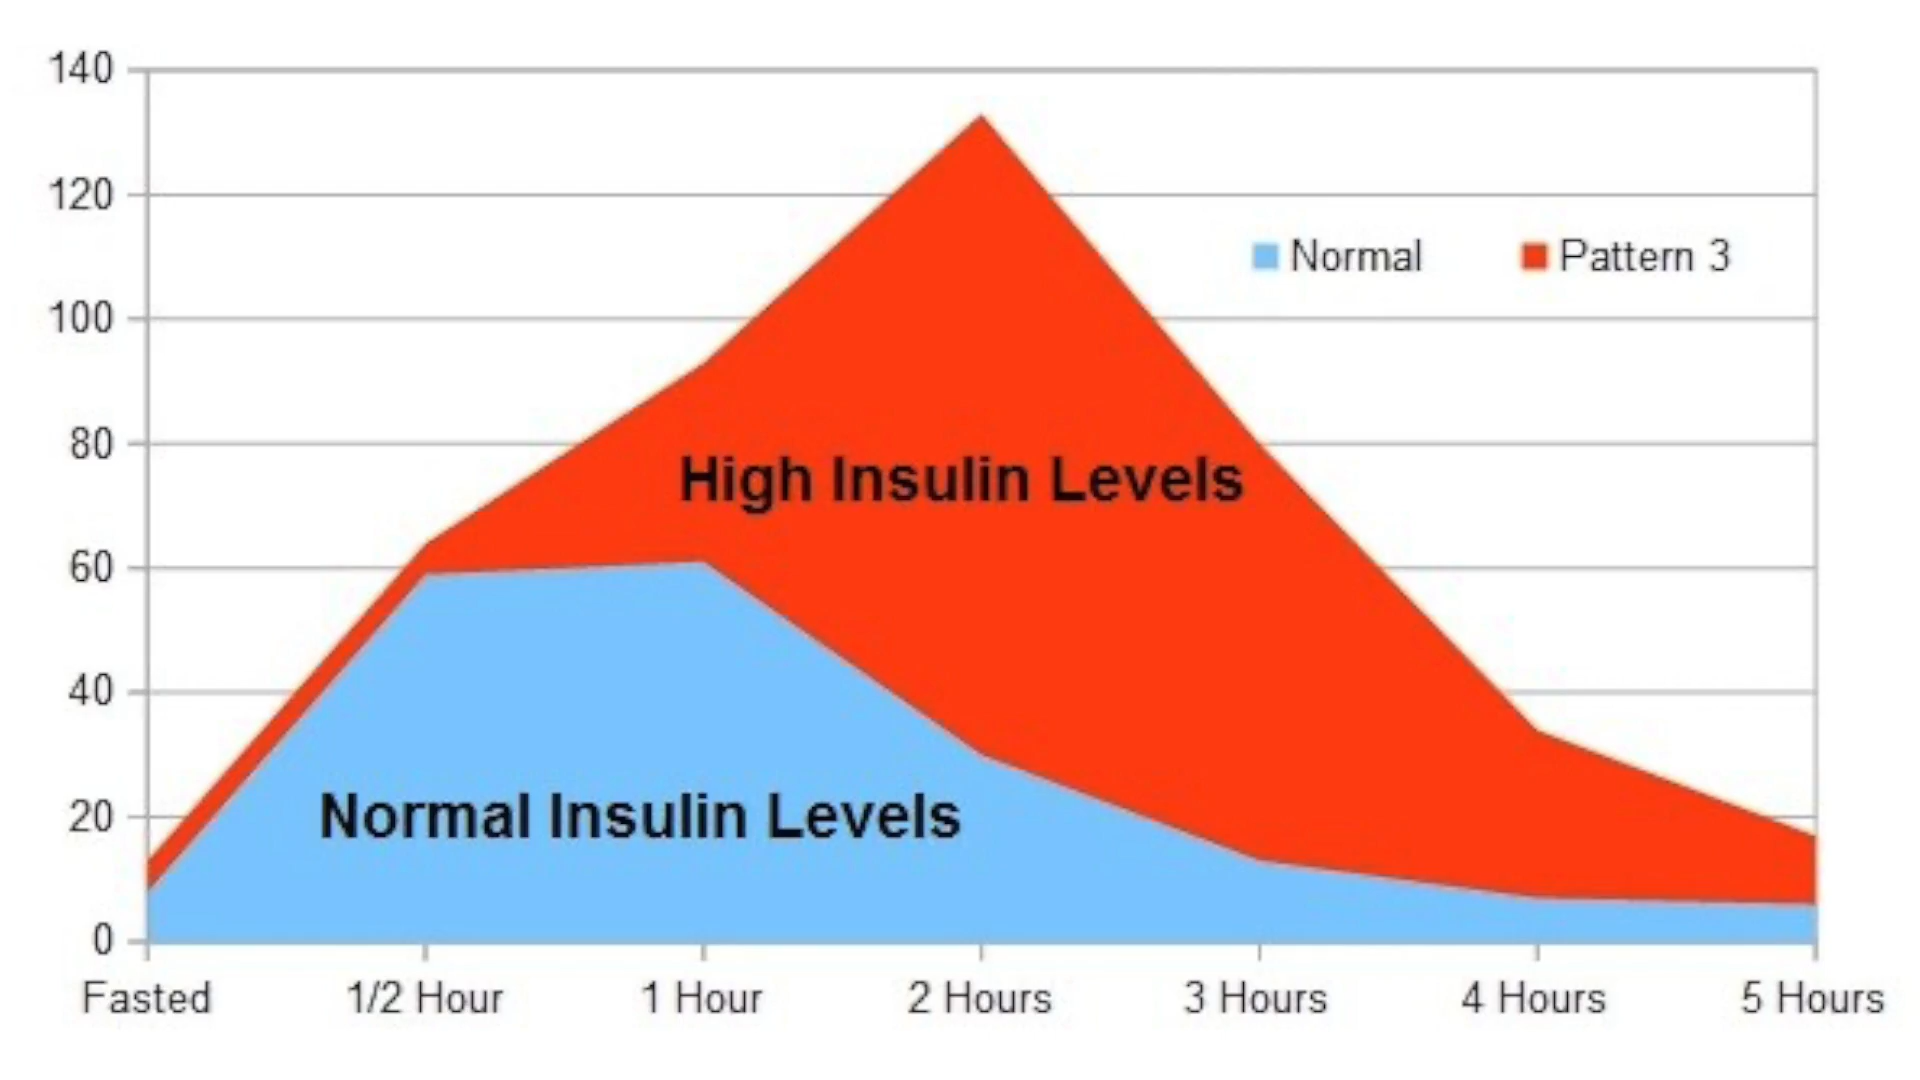 140
120
Normal Pattern 3
100
80
High Insulin Levels
60
40
20
Normal Insulin Levels
0
Fasted 1/2 Hour 1 Hour 2 Hours 3 Hours 4 Hours 5 Hours